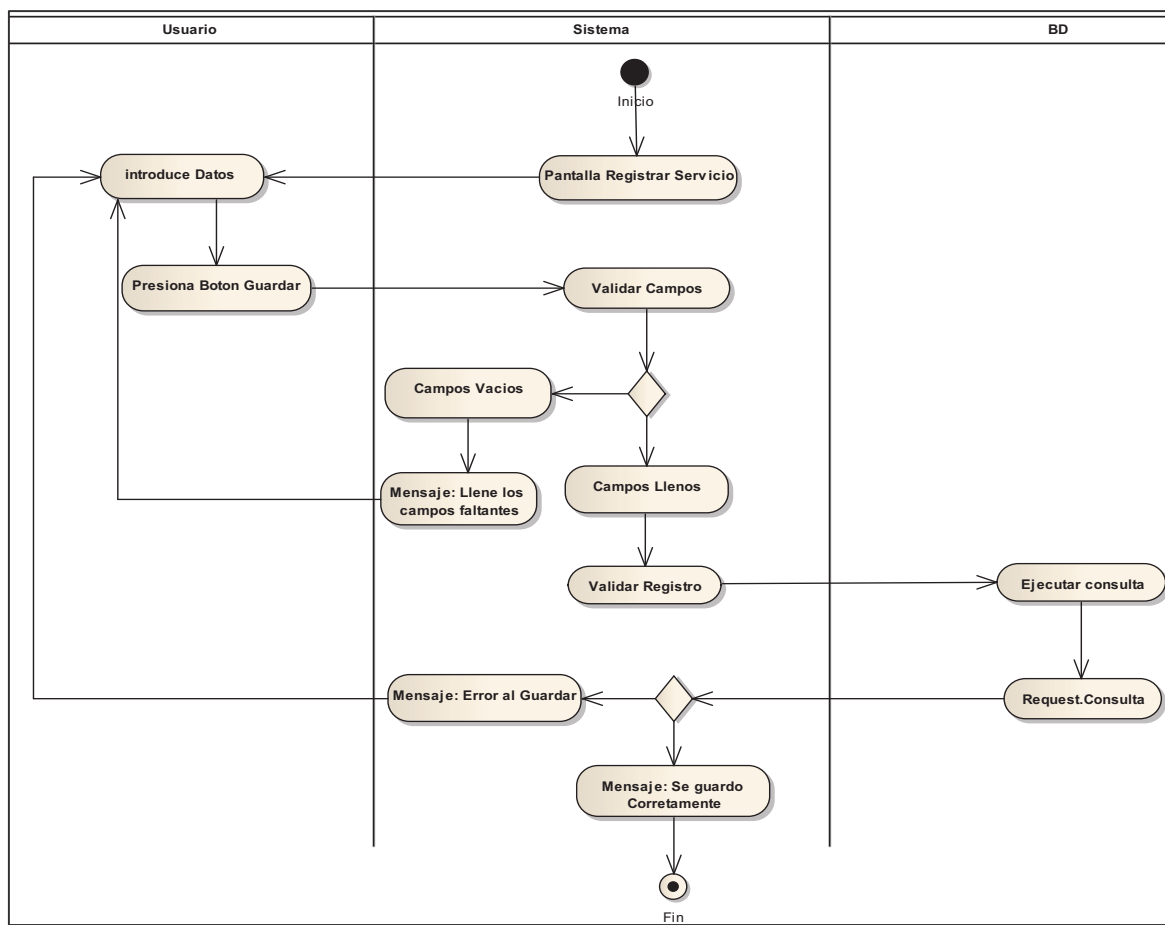 Usuario
Sistema
BD
Inicio
introduce Datos
Pantalla Registrar Servicio
Presiona Boton Guardar
Validar Campos
Campos Vacios
Campos Llenos
Mensaje: Llene los
campos faltantes
Validar Registro
Ejecutar consulta
Mensaje: Error al Guardar
Request.Consulta
Mensaje: Se guardo
Corretamente
Fin